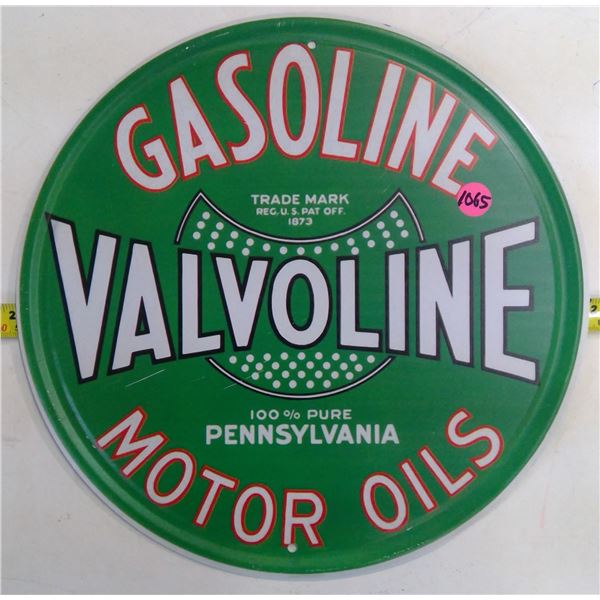 GASOLINE
1065
TRADE MARK
REG. U.S. PAT OFF.
1873
VALVOLINE
100% PURE
PENNSYLVANIA
MOTOR OILS